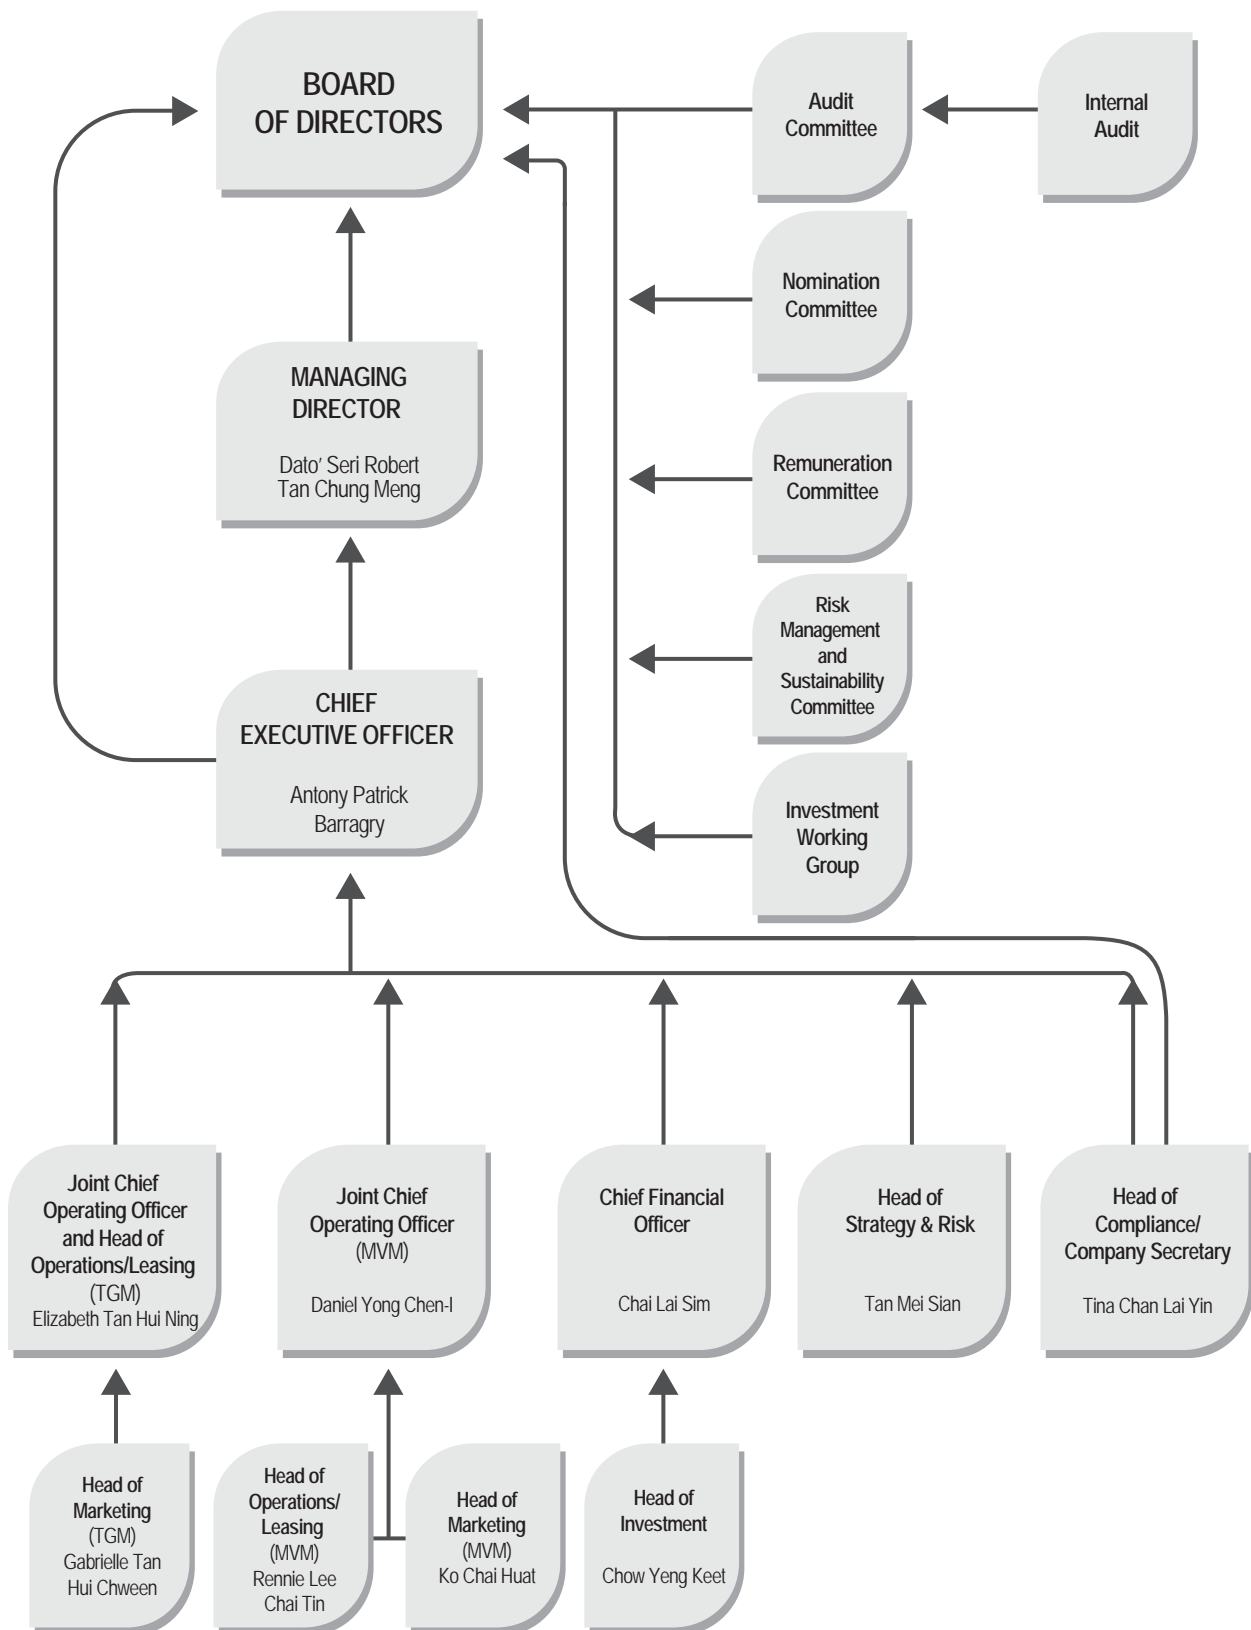 BOARD
OF DIRECTORS
Audit
Committee
Internal
Audit
Nomination
Committee
MANAGING
DIRECTOR
Dato' Seri Robert
Tan Chung Meng
Remuneration
Committee
Risk
Management
and
Sustainability
Committee
CHIEF
EXECUTIVE OFFICER
Antony Patrick
Barragry
Investment
Working
Group
Joint Chief
Operating Officer
and Head of
Operations/Leasing
(TGM)
Elizabeth Tan Hui Ning
Joint Chief
Operating Officer
(MVM)
Daniel Yong Chen-I
Chief Financial
Officer
Chai Lai Sim
Head of
Strategy & Risk
Tan Mei Sian
Head of
Compliance/
Company Secretary
Tina Chan Lai Yin
Head of
Marketing
(TGM)
Gabrielle Tan
Hui Chween
Head of
Operations/
Leasing
(MVM)
Rennie Lee
Chai Tin
Head of
Marketing
(MVM)
Ko Chai Huat
Head of
Investment
Chow Yeng Keet